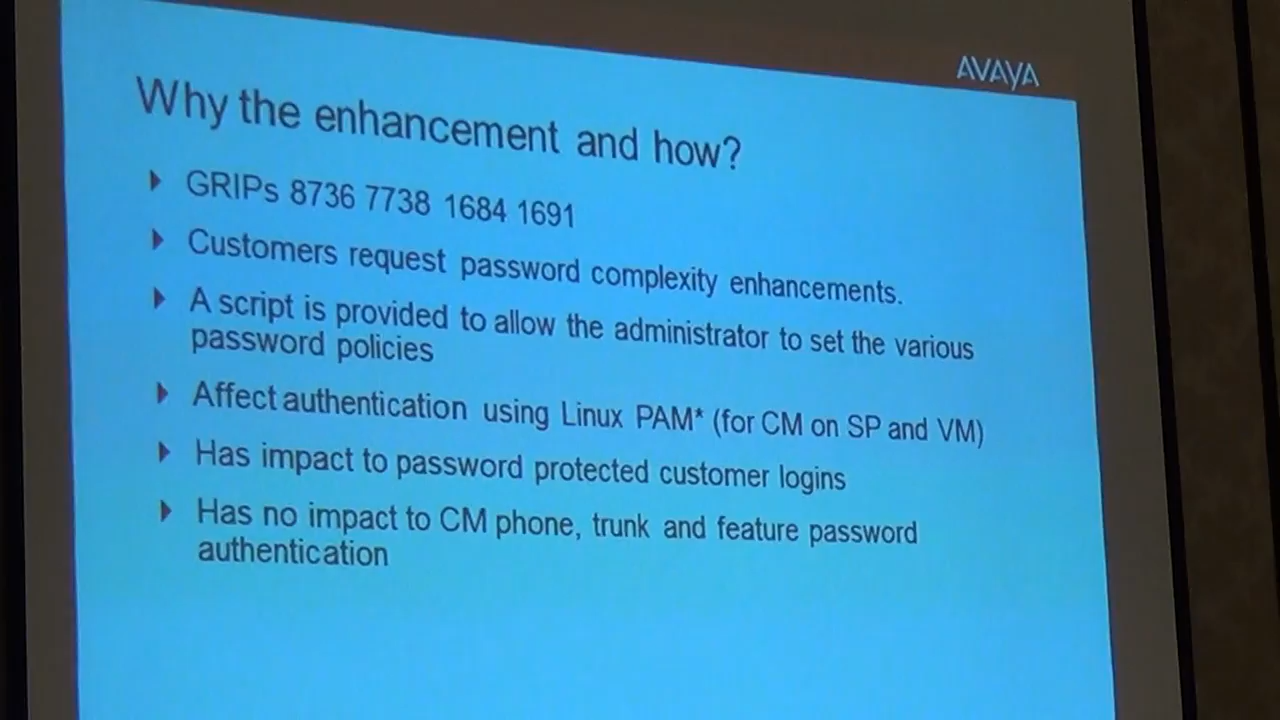 AVAYA
Why the enhancement and how?
GRIPs 8736 7738 1684 1691
Customers request password complexity enhancements.
A script is provided to allow the administrator to set the various
password policies
Affect authentication using Linux PAM* (for CM on SP and VM)
Has impact to password protected customer logins
Has no impact to CM phone, trunk and feature password
authentication